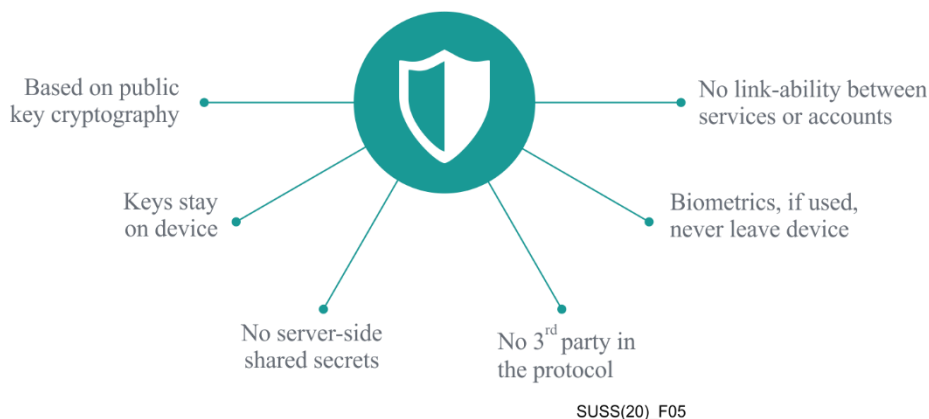 Based on public
key cryptography
No link-ability between
services or accounts
Keys stay
on device
Biometrics, if used,
never leave device
No server-side
shared secrets
No 3rd party in
the protocol
SUSS(20)_F05